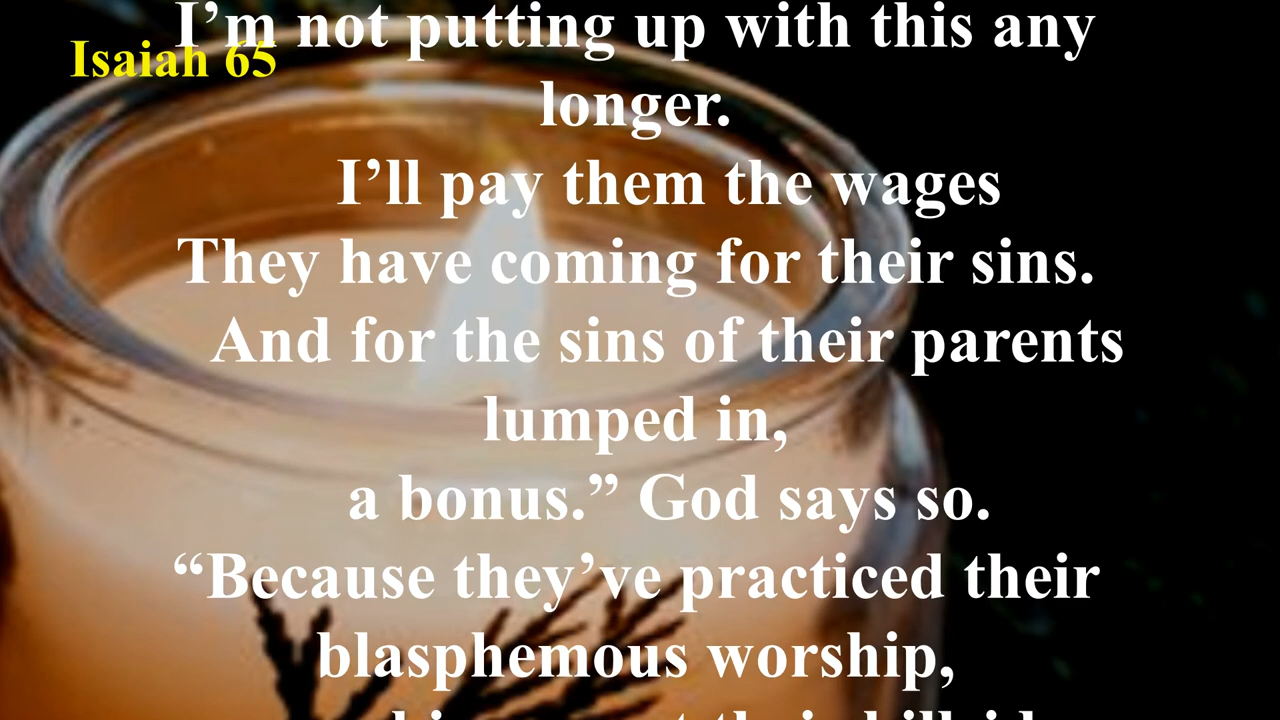 I’m not putting up with this any
Isaiah 65
longer.
I’ll pay them the wages
They have coming for their sins.
And for the sins of their parents
lumped in,
a bonus.” God says so.
“Because they’ve practiced their
blasphemous worship,